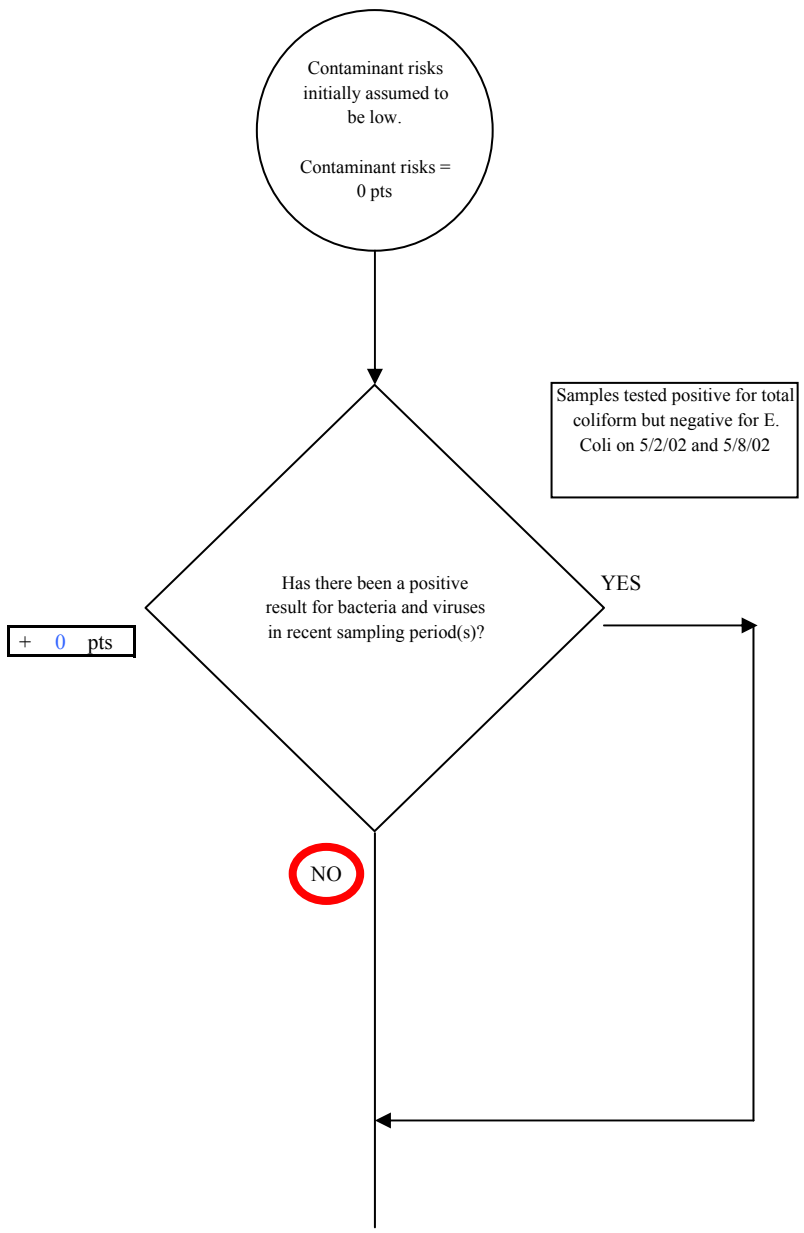 Contaminant risks
initially assumed to
be low.
Contaminant risks =
0 pts
Samples tested positive for total
coliform but negative for E.
Coli on 5/2/02 and 5/8/02
Has there been a positive
result for bacteria and viruses
in recent sampling period(s)?
YES
+ 0 pts
NO